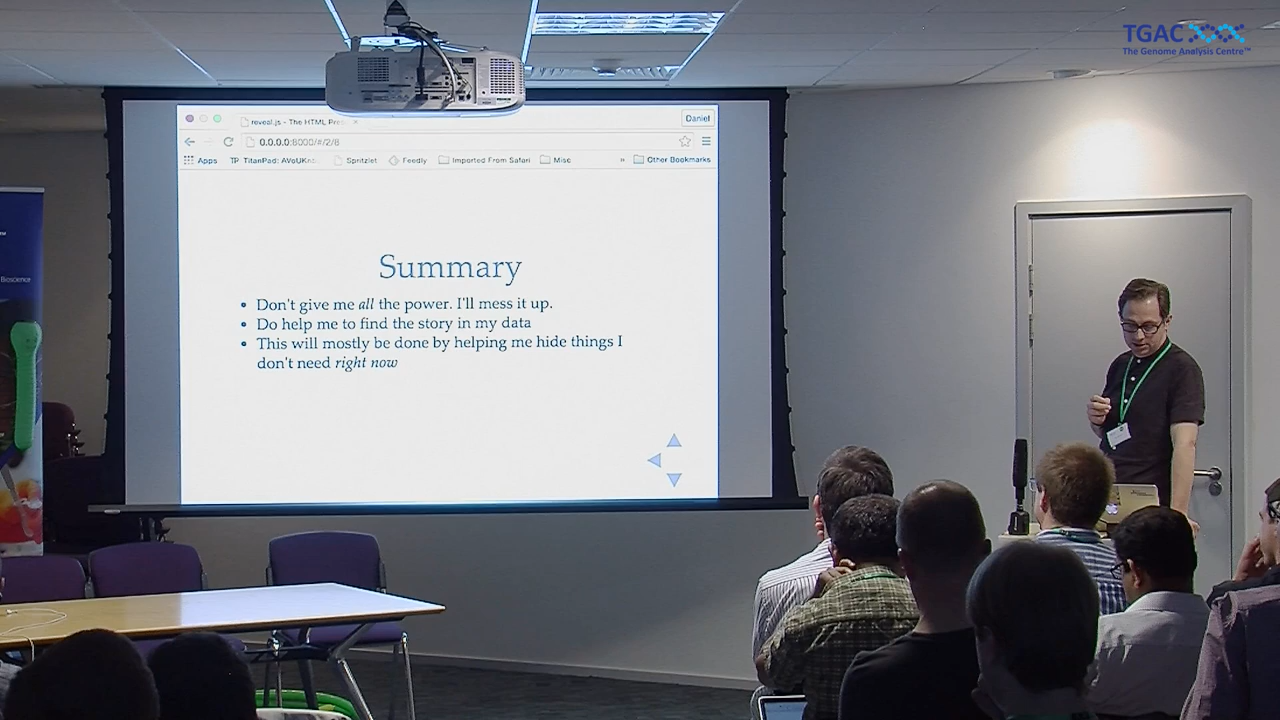 TGAC
The Genome Analysis Centre™
reveal.js - The HTML Pre
Daniel
0.0.0.0:8000/#/2/8
Apps
TitanPad:
Spritzlet
Feedly
Imported From Safari
Misc
»
Other Bookmarks
Summary
• Don't give me all the power. I'll mess it up.
• Do help me to find the story in my data
• This will mostly be done by helping me hide things I
don't need right now
Bioscience